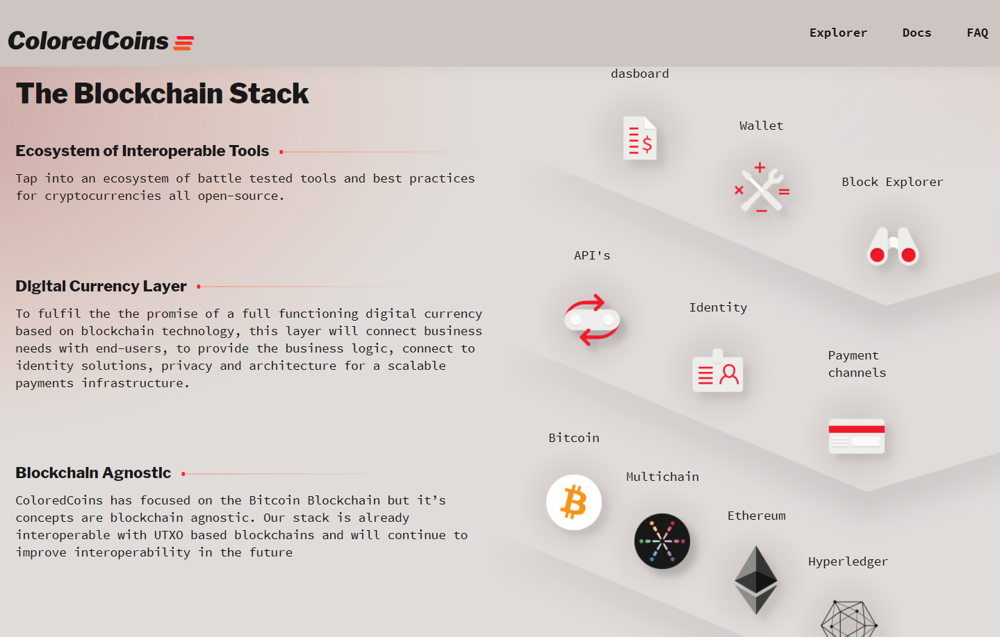 ColoredCoins
Explorer Docs FAQ
The Blockchain Stack
Ecosystem of Interoperable Tools
Tap into an ecosystem of battle tested tools and best practices
for cryptocurrencies all open-source.
Digital Currency Layer
To fulfil the the promise of a full functioning digital currency
based on blockchain technology, this layer will connect business
needs with end-users, to provide the business logic, connect to
identity solutions, privacy and architecture for a scalable
payments infrastructure.
Blockchain Agnostic
ColoredCoins has focused on the Bitcoin Blockchain but it’s
concepts are blockchain agnostic. Our stack is already
interoperable with UTXO based blockchains and will continue to
improve interoperability in the future
dasboard
Wallet
Block Explorer
API's
Identity
Payment
channels
Bitcoin
Multichain
Ethereum
Hyperledger